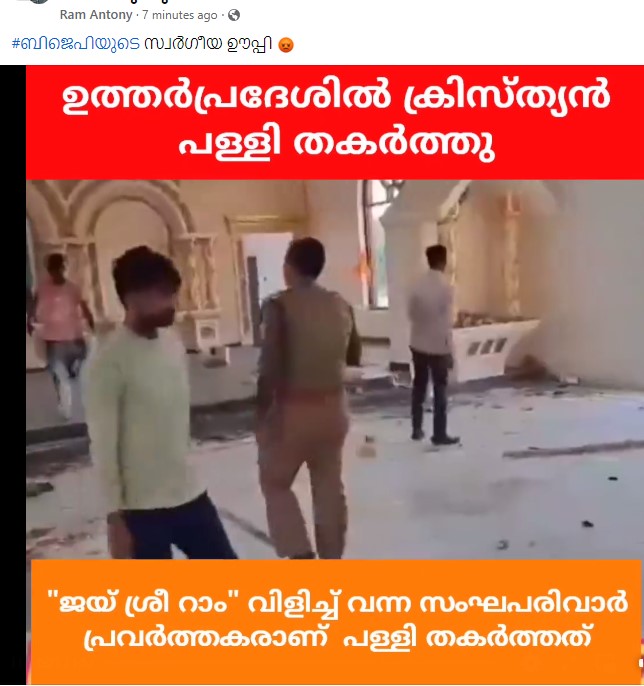 Ram Antony · 7 minutes ago ·
#ബിജെപിയുടെ സ്വർഗീയ ഊപ്പി 😡
ഉത്തർപ്രദേശിൽ ക്രിസ്ത്യൻ
പള്ളി തകർത്തു
"ജയ് ശ്രീ റാം" വിളിച്ച് വന്ന സംഘപരിവാർ
പ്രവർത്തകരാണ് പള്ളി തകർത്തത്